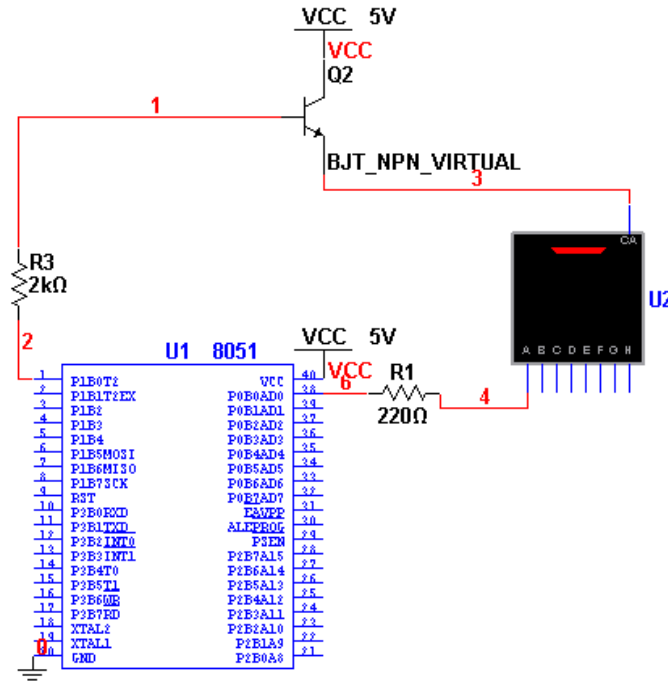 VCC 5V
VCC
Q2
1
BJT_NPN_VIRTUAL
3
CA
U2
A B C D E F G H
R3
2kΩ
2
U1 8051
VCC 5V
VCC
6
R1
220Ω
4
1 P1B0T2 VCC 40
2 P1B1T2EX P0B0AD0
3 P1B2 P0B1AD1
4 P1B3 P0B2AD2 37
5 P1B4 P0B3AD3 36
6 P1B5MOSI P0B4AD4 35
7 P1B6MISO P0B5AD5 34
8 P1B7SCK P0B6AD6 33
9 RST P0B7AD7 32
10 P3B0RXD EAVPP 31
11 P3B1TXD ALEPROG 30
12 P3B2INT0 PSEN 29
13 P3B3INT1 P2B7A15 28
14 P3B4T0 P2B6A14 27
15 P3B5T1 P2B5A13 26
16 P3B6WR P2B4A12 25
17 P3B7RD P2B3A11 24
18 XTAL2 P2B2A10 23
19 XTAL1 P2B1A9 22
0 GND P2B0A8 21